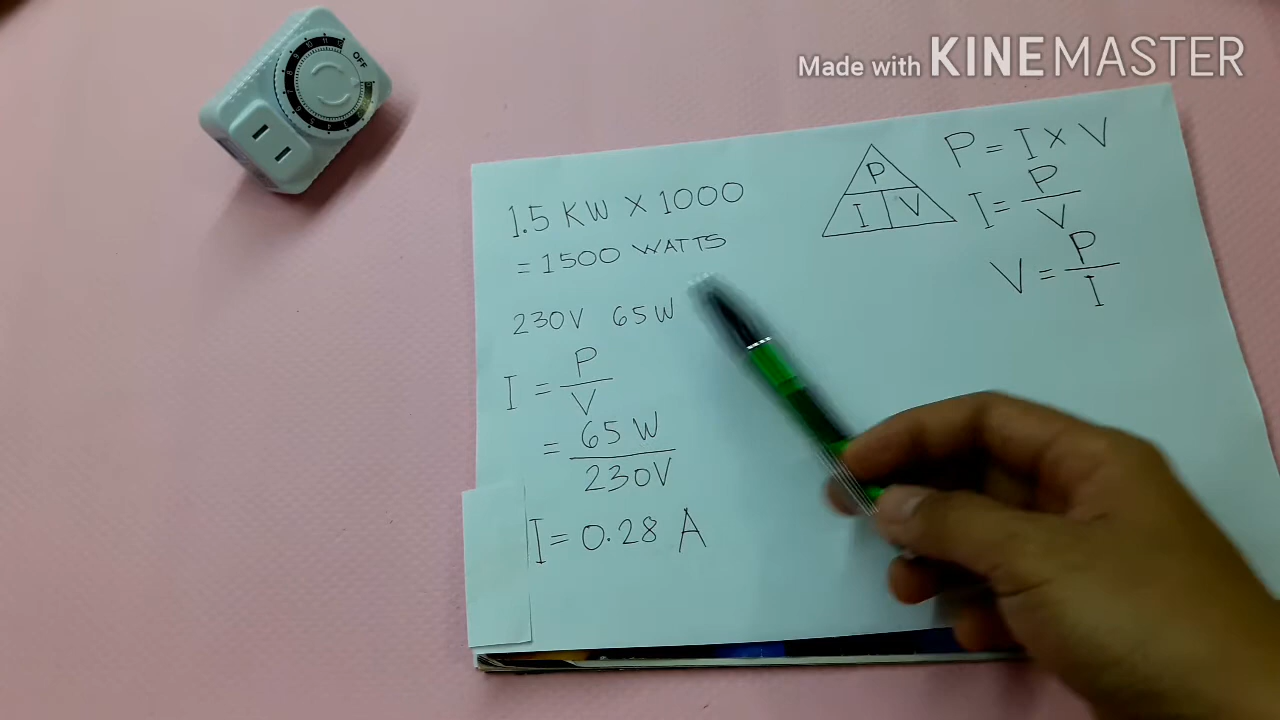 Made with KINEMASTER
OFF
1.5 KW X 1000
= 1500 WATTS
230V 65W
I = P
V
= 65 W
230V
I = 0.28 A
P
I V
P = I X V
I = P
V
V = P
I